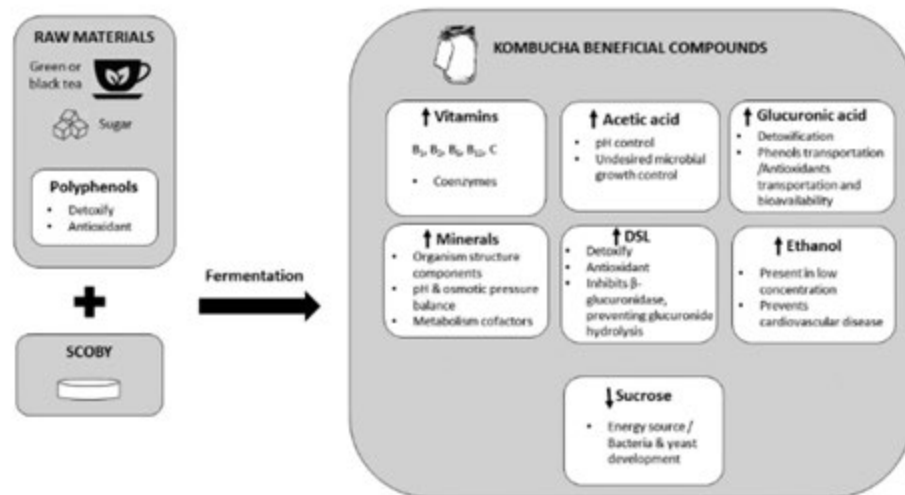 RAW MATERIALS
Green or
black tea
Sugar
Polyphenols
• Detoxify
• Antioxidant
+
SCOBY
Fermentation
KOMBUCHA BENEFICIAL COMPOUNDS
↑ Vitamins
B₁, B₂, B₆, B₁₂, C
• Coenzymes
↑ Acetic acid
• pH control
• Undesired microbial
growth control
↑ Glucuronic acid
• Detoxification
• Phenols transportation
/Antioxidants
transportation and
bioavailability
↑ Minerals
• Organism structure
components
• pH & osmotic pressure
balance
• Metabolism cofactors
↑ DSL
• Detoxify
• Antioxidant
• Inhibits β-
glucuronidase,
preventing glucuronide
hydrolysis
↑ Ethanol
• Present in low
concentration
• Prevents
cardiovascular disease
↓ Sucrose
• Energy source /
Bacteria & yeast
development